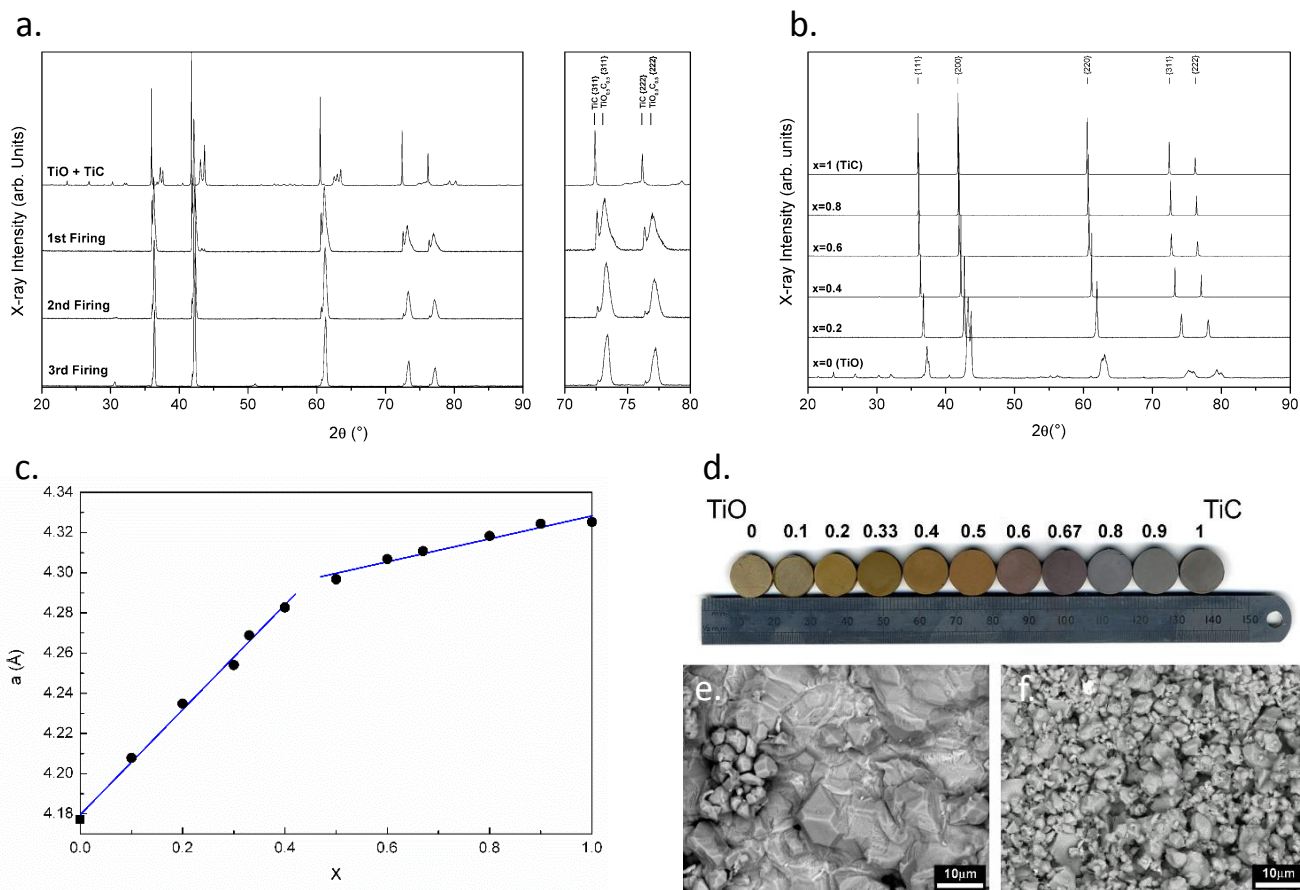 a.
X-ray Intensity (arb. Units)
TiO + TiC
1st Firing
2nd Firing
3rd Firing
20 30 40 50 60 70 80 90
2θ (°)
TiC {311}
TiO0.5C0.5 {311}
TiC {222}
TiO0.5C0.5 {222}
70 75 80
b.
X-ray Intensity (arb. units)
{111}
{200}
{220}
{311}
{222}
x=1 (TiC)
x=0.8
x=0.6
x=0.4
x=0.2
x=0 (TiO)
20 30 40 50 60 70 80 90
2θ(°)
c.
a (Å)
4.34
4.32
4.30
4.28
4.26
4.24
4.22
4.20
4.18
0.0 0.2 0.4 0.6 0.8 1.0
X
d.
TiO TiC
0 0.1 0.2 0.33 0.4 0.5 0.6 0.67 0.8 0.9 1
10 20 30 40 50 60 70 80 90 100 110 120 130 140 150
e.
10µm
f.
10µm